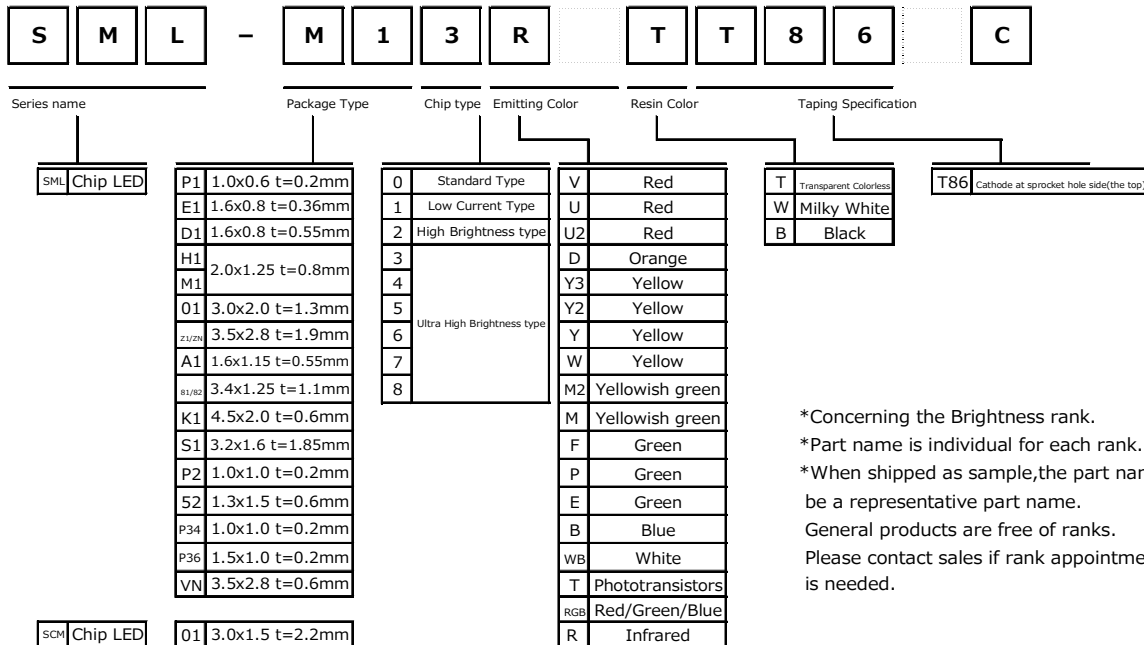 S M L – M 1 3 R T T 8 6 C
Series name Package Type Chip type Emitting Color Resin Color Taping Specification
SML Chip LED P1 1.0x0.6 t=0.2mm 0 Standard Type V Red T Transparent Colorless T86 Cathode at sprocket hole side(the top)
E1 1.6x0.8 t=0.36mm 1 Low Current Type U Red W Milky White
D1 1.6x0.8 t=0.55mm 2 High Brightness type U2 Red B Black
H1 2.0x1.25 t=0.8mm 3 Ultra High Brightness type D Orange
M1 4 Y3 Yellow
01 3.0x2.0 t=1.3mm 5 Y2 Yellow
Z1/ZN 3.5x2.8 t=1.9mm 6 Y Yellow
A1 1.6x1.15 t=0.55mm 7 W Yellow
81/82 3.4x1.25 t=1.1mm 8 M2 Yellowish green
K1 4.5x2.0 t=0.6mm M Yellowish green *Concerning the Brightness rank.
S1 3.2x1.6 t=1.85mm F Green *Part name is individual for each rank.
P2 1.0x1.0 t=0.2mm P Green *When shipped as sample,the part nam
52 1.3x1.5 t=0.6mm E Green be a representative part name.
P34 1.0x1.0 t=0.2mm B Blue General products are free of ranks.
P36 1.5x1.0 t=0.2mm WB White Please contact sales if rank appointme
VN 3.5x2.8 t=0.6mm T Phototransistors is needed.
RGB Red/Green/Blue
SCM Chip LED 01 3.0x1.5 t=2.2mm R Infrared